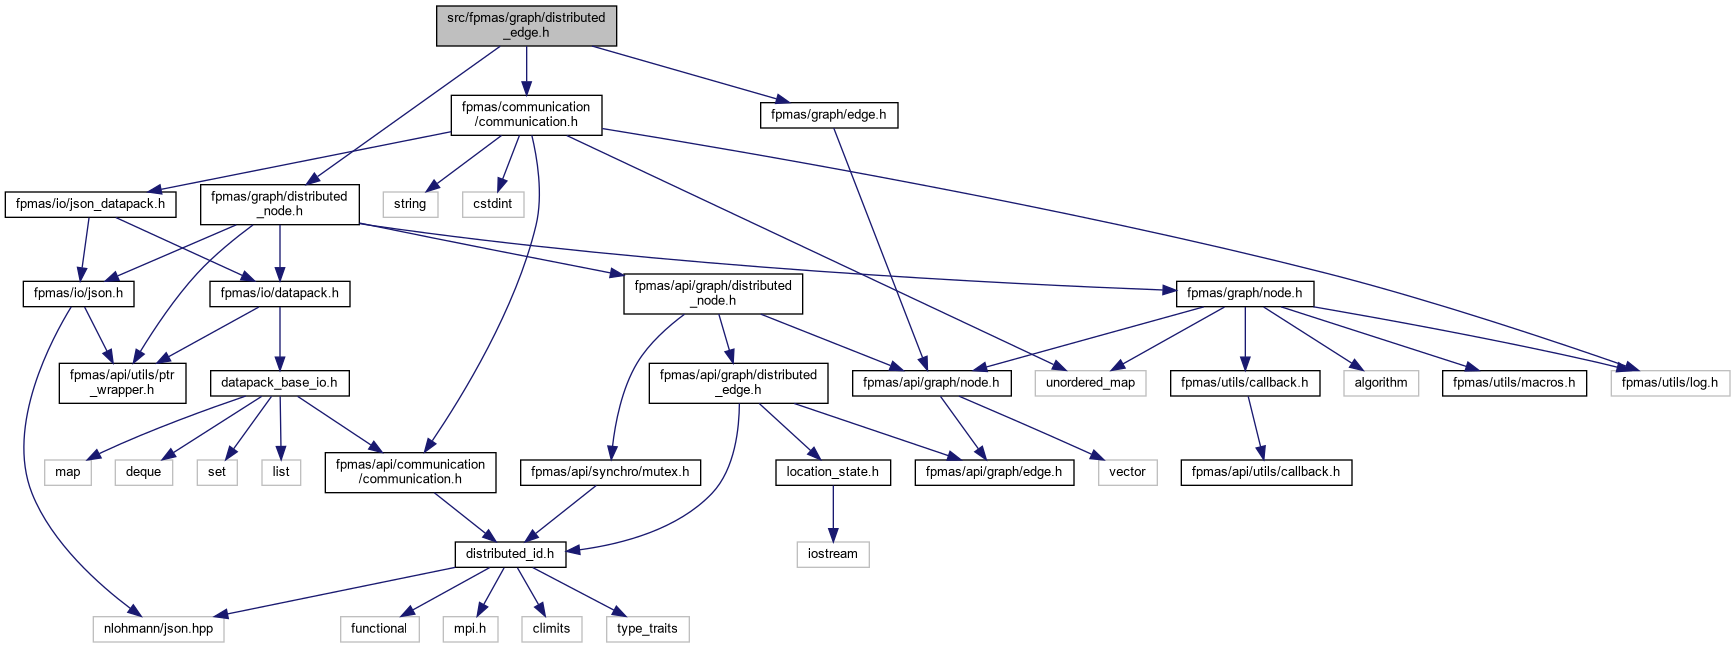 src/fpmas/graph/distributed
_edge.h
fpmas/communication
/communication.h
fpmas/graph/edge.h
fpmas/io/json_datapack.h
fpmas/graph/distributed
_node.h
string
cstdint
fpmas/io/json.h
fpmas/io/datapack.h
fpmas/api/graph/distributed
_node.h
fpmas/graph/node.h
fpmas/api/utils/ptr
_wrapper.h
datapack_base_io.h
fpmas/api/graph/distributed
_edge.h
fpmas/api/graph/node.h
unordered_map
fpmas/utils/callback.h
algorithm
fpmas/utils/macros.h
fpmas/utils/log.h
map
deque
set
list
fpmas/api/communication
/communication.h
fpmas/api/synchro/mutex.h
location_state.h
fpmas/api/graph/edge.h
vector
fpmas/api/utils/callback.h
distributed_id.h
iostream
nlohmann/json.hpp
functional
mpi.h
climits
type_traits